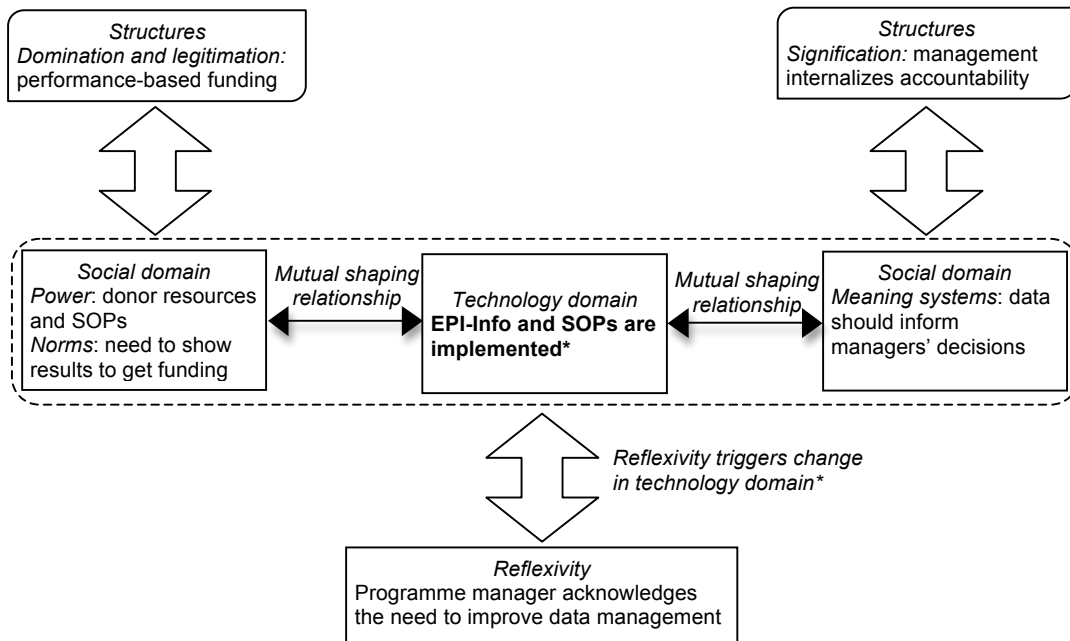 Structures
Domination and legitimation:
performance-based funding
Structures
Signification: management
internalizes accountability
Social domain
Power: donor resources
and SOPs
Norms: need to show
results to get funding
Mutual shaping
relationship
Technology domain
EPI-Info and SOPs are
implemented*
Mutual shaping
relationship
Social domain
Meaning systems: data
should inform
managers’ decisions
Reflexivity triggers change
in technology domain*
Reflexivity
Programme manager acknowledges
the need to improve data management